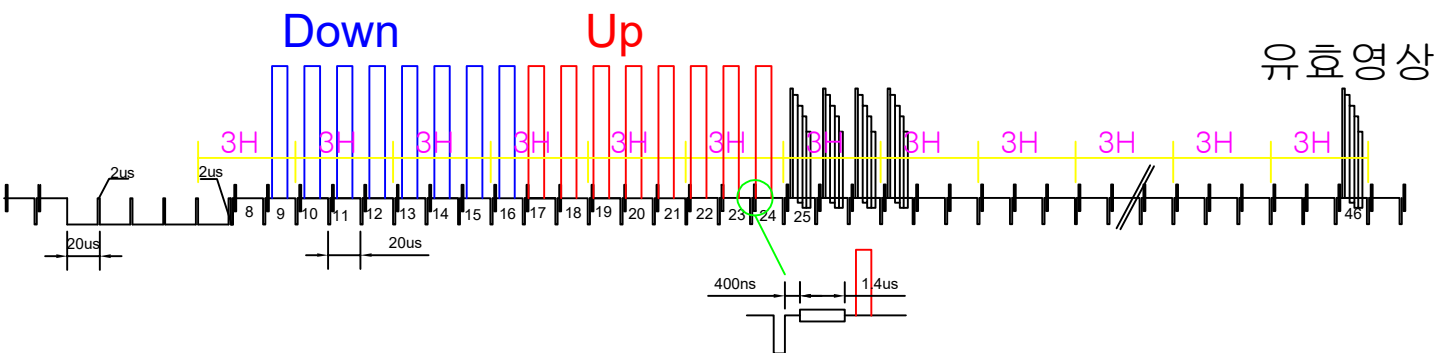 Down
Up
유효영상
3H 3H 3H 3H 3H 3H 3H 3H 3H 3H 3H 3H
2us
2us
8 9 10 11 12 13 14 15 16 17 18 19 20 21 22 23 24 25 46
20us
20us
400ns
1.4us